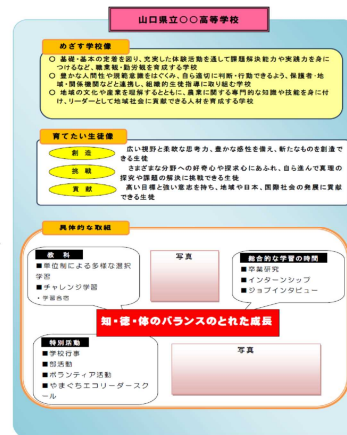 山口県立○○高等学校
めざす学校像
○ 基礎・基本の定着を図り、充実した体験活動を通して課題解決能力や実践力を身に
つけるなど、職業観・勤労観を育成する学校
○ 豊かな人間性や規範意識をはぐくみ、自ら適切に判断・行動できるよう、保護者・地
域・関係機関などと連携し、組織的生徒指導に取り組む学校
○ 地域の文化や産業を理解するとともに、農業に関する専門的な知識や技能を身に付
け、リーダーとして地域社会に貢献できる人材を育成する学校
育てたい生徒像
創 造
広い視野と柔軟な思考力、豊かな感性を備え、新たなものを創造で
きる生徒
挑 戦
さまざまな分野への好奇心や探求心にあふれ、自ら進んで真理の
探究や課題の解決に挑戦できる生徒
貢 献
高い目標と強い意志を持ち、地域や日本、国際社会の発展に貢献
できる生徒
具体的な取組
教 科
■単位制による多様な選択
学習
■チャレンジ学習
・学習合宿
写真
総合的な学習の時間
■卒業研究
■インターンシップ
■ジョブインタビュー
知・徳・体のバランスのとれた成長
特別活動
■学校行事
■部活動
■ボランティア活動
■やまぐちエコリーダースク
ール
写真